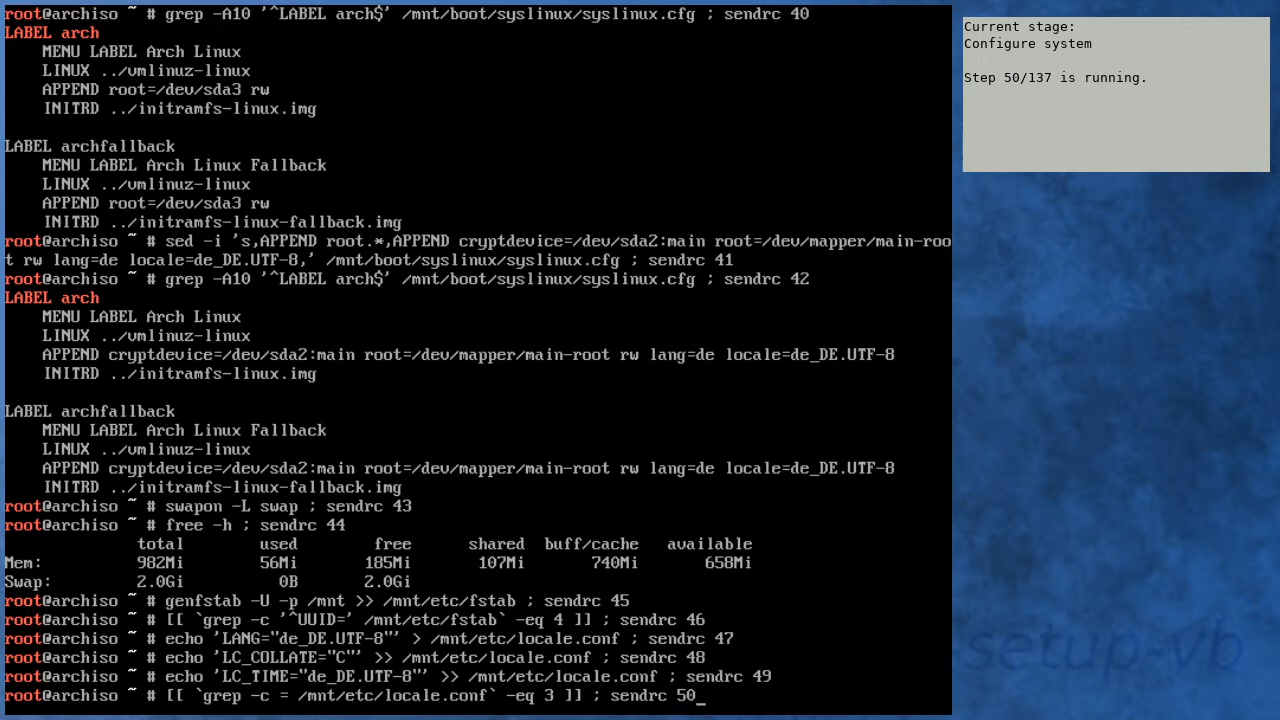 root@archiso ~ # grep -A10 '^LABEL arch$' /mnt/boot/syslinux/syslinux.cfg ; sendrc 40
LABEL arch
    MENU LABEL Arch Linux
    LINUX ../vmlinuz-linux
    APPEND root=/dev/sda3 rw
    INITRD ../initramfs-linux.img

LABEL archfallback
    MENU LABEL Arch Linux Fallback
    LINUX ../vmlinuz-linux
    APPEND root=/dev/sda3 rw
    INITRD ../initramfs-linux-fallback.img
root@archiso ~ # sed -i 's,APPEND root.*,APPEND cryptdevice=/dev/sda2:main root=/dev/mapper/main-roo
t rw lang=de locale=de_DE.UTF-8,' /mnt/boot/syslinux/syslinux.cfg ; sendrc 41
root@archiso ~ # grep -A10 '^LABEL arch$' /mnt/boot/syslinux/syslinux.cfg ; sendrc 42
LABEL arch
    MENU LABEL Arch Linux
    LINUX ../vmlinuz-linux
    APPEND cryptdevice=/dev/sda2:main root=/dev/mapper/main-root rw lang=de locale=de_DE.UTF-8
    INITRD ../initramfs-linux.img

LABEL archfallback
    MENU LABEL Arch Linux Fallback
    LINUX ../vmlinuz-linux
    APPEND cryptdevice=/dev/sda2:main root=/dev/mapper/main-root rw lang=de locale=de_DE.UTF-8
    INITRD ../initramfs-linux-fallback.img
root@archiso ~ # swapon -L swap ; sendrc 43
root@archiso ~ # free -h ; sendrc 44
              total        used        free      shared  buff/cache   available
Mem:          982Mi        56Mi       185Mi       107Mi       740Mi       658Mi
Swap:         2.0Gi          0B       2.0Gi
root@archiso ~ # genfstab -U -p /mnt >> /mnt/etc/fstab ; sendrc 45
root@archiso ~ # [[ `grep -c '^UUID=' /mnt/etc/fstab` -eq 4 ]] ; sendrc 46
root@archiso ~ # echo 'LANG="de_DE.UTF-8"' > /mnt/etc/locale.conf ; sendrc 47
root@archiso ~ # echo 'LC_COLLATE="C"' >> /mnt/etc/locale.conf ; sendrc 48
root@archiso ~ # echo 'LC_TIME="de_DE.UTF-8"' >> /mnt/etc/locale.conf ; sendrc 49
root@archiso ~ # [[ `grep -c = /mnt/etc/locale.conf` -eq 3 ]] ; sendrc 50_
Current stage:
Configure system

Step 50/137 is running.
setup-vb